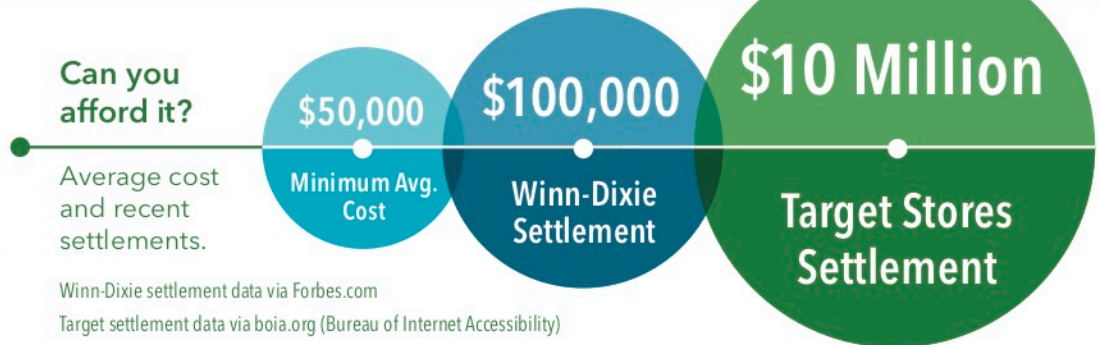 Can you
afford it?
Average cost
and recent
settlements.
$50,000
Minimum Avg.
Cost
$100,000
Winn-Dixie
Settlement
$10 Million
Target Stores
Settlement
Winn-Dixie settlement data via Forbes.com
Target settlement data via boia.org (Bureau of Internet Accessibility)